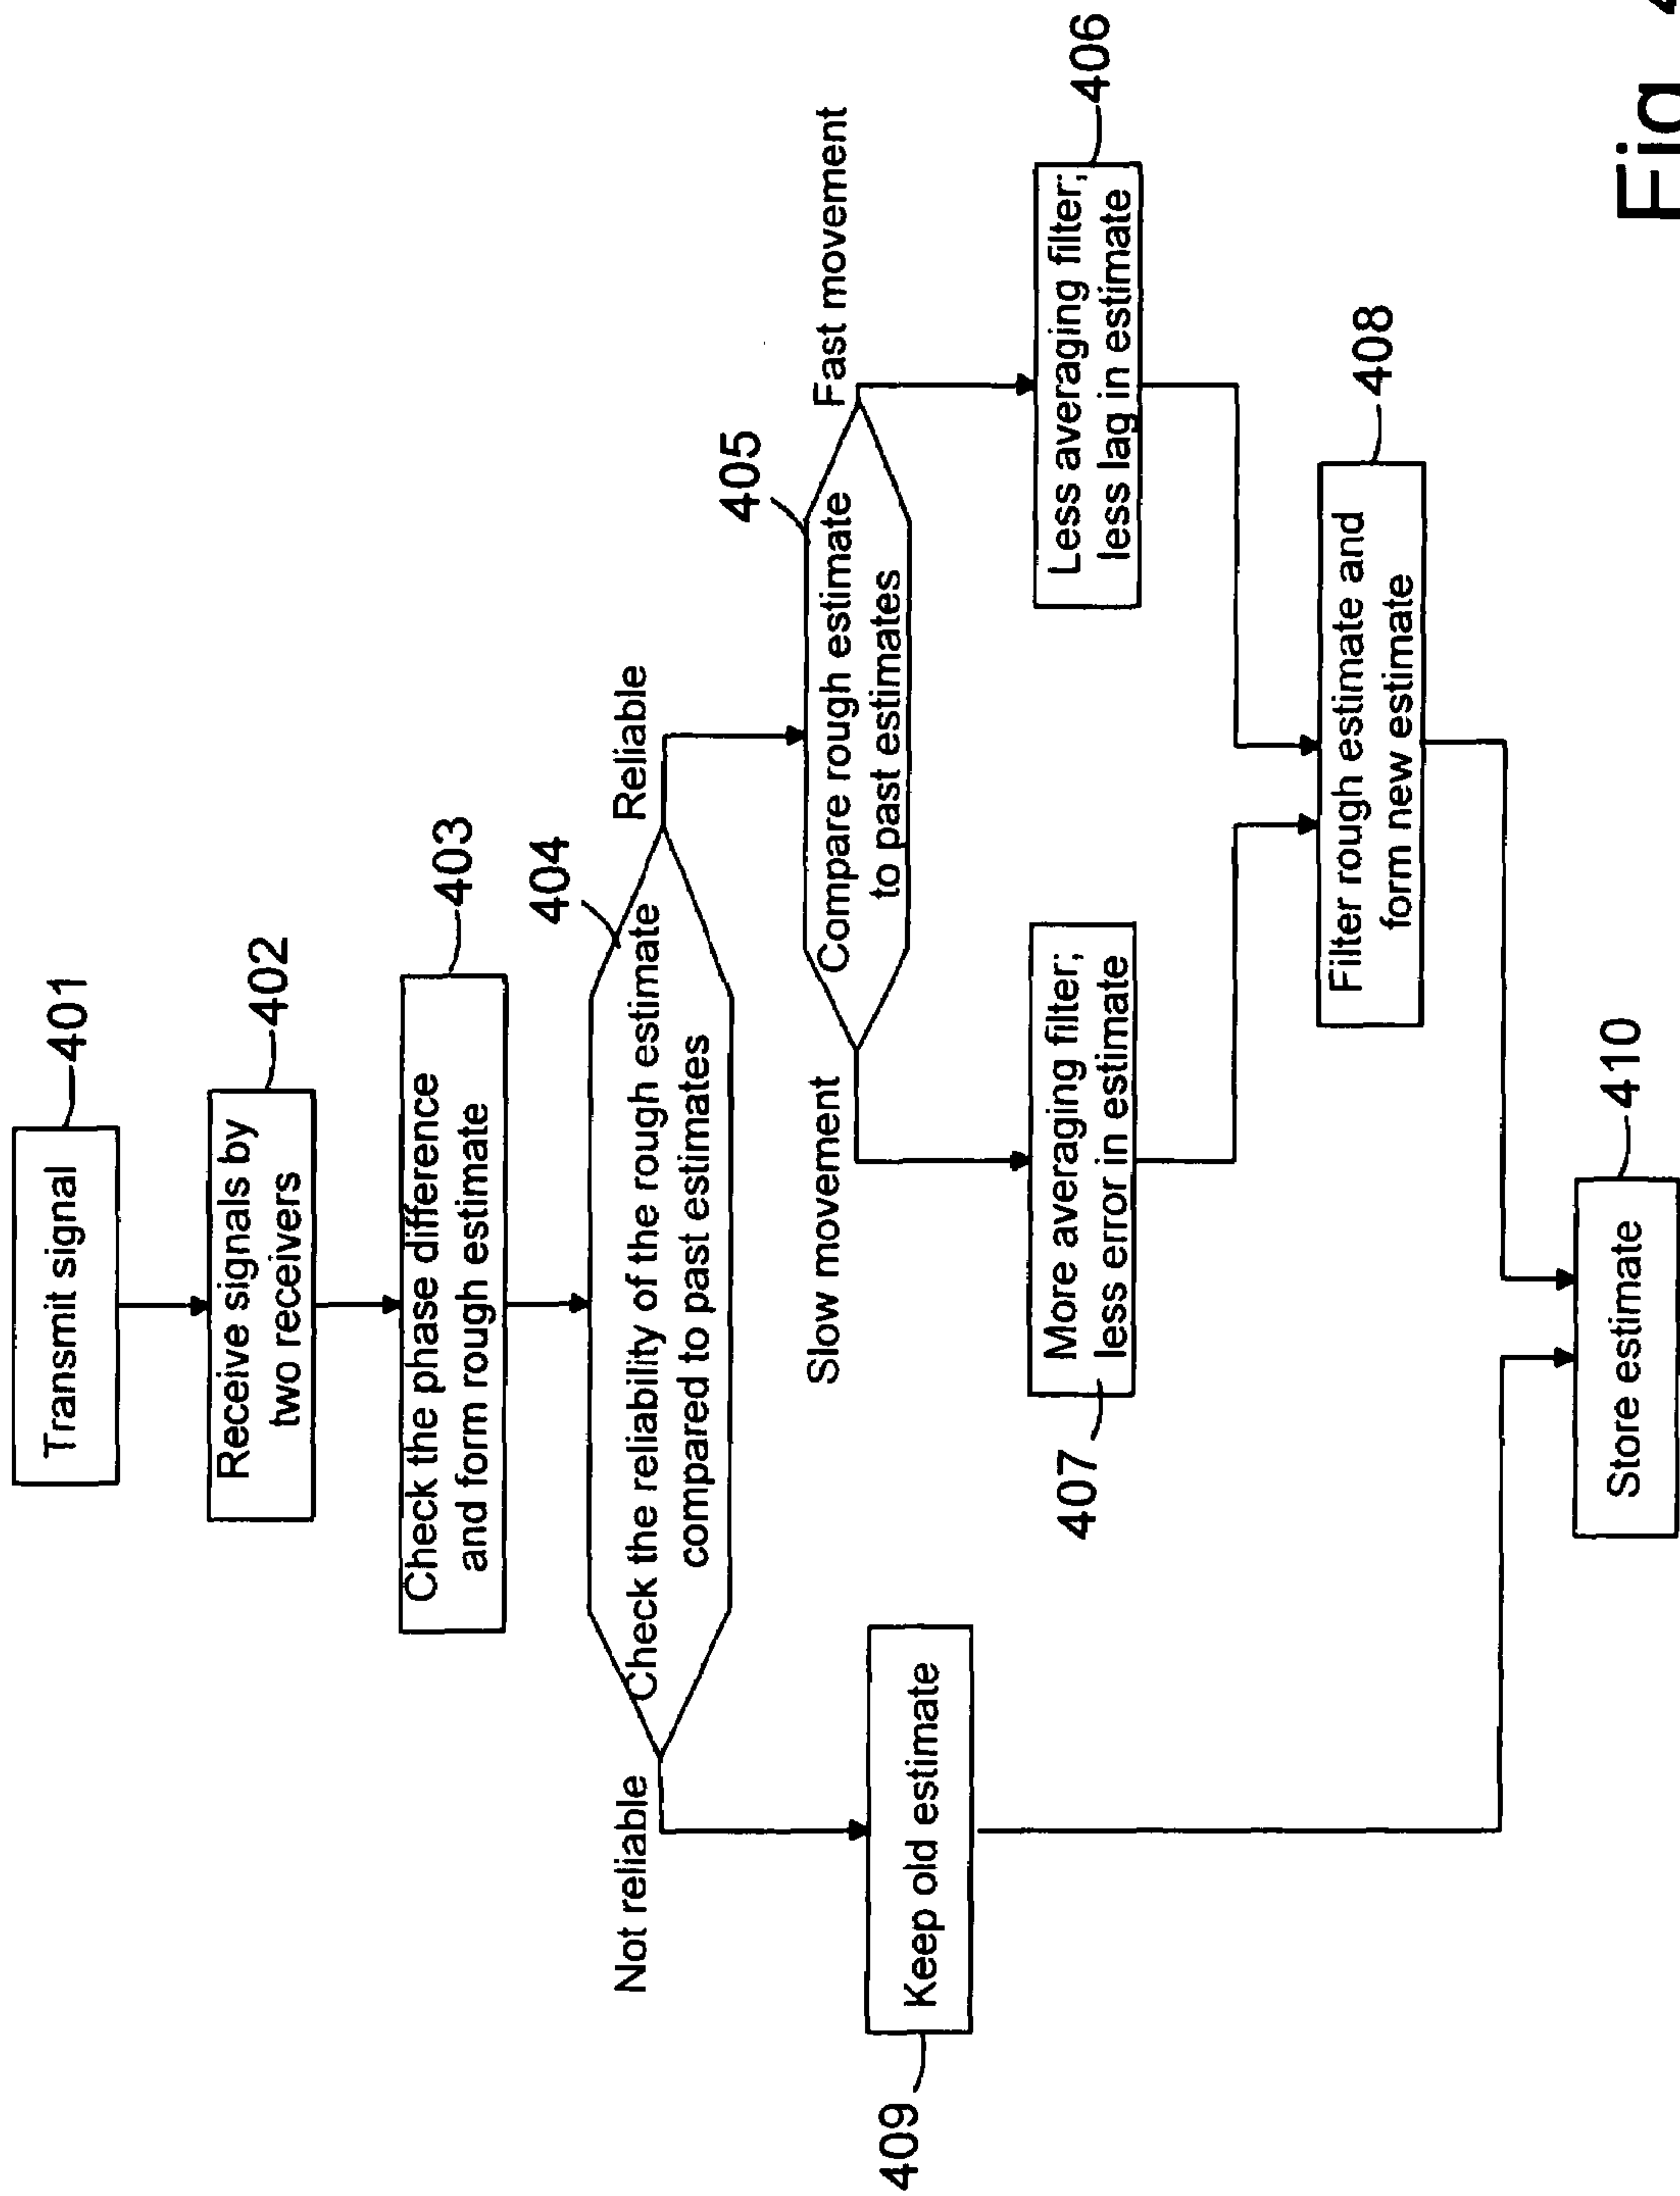 Transmit signal
401
Receive signals by
two receivers
402
Check the phase difference
and form rough estimate
403
404
Check the reliability of the rough estimate
compared to past estimates
Not reliable
Reliable
405
Compare rough estimate
to past estimates
Slow movement
Fast movement
409
Keep old estimate
407
More averaging filter;
less error in estimate
Less averaging filter;
less lag in estimate
406
Filter rough estimate and
form new estimate
408
Store estimate
410
Fig